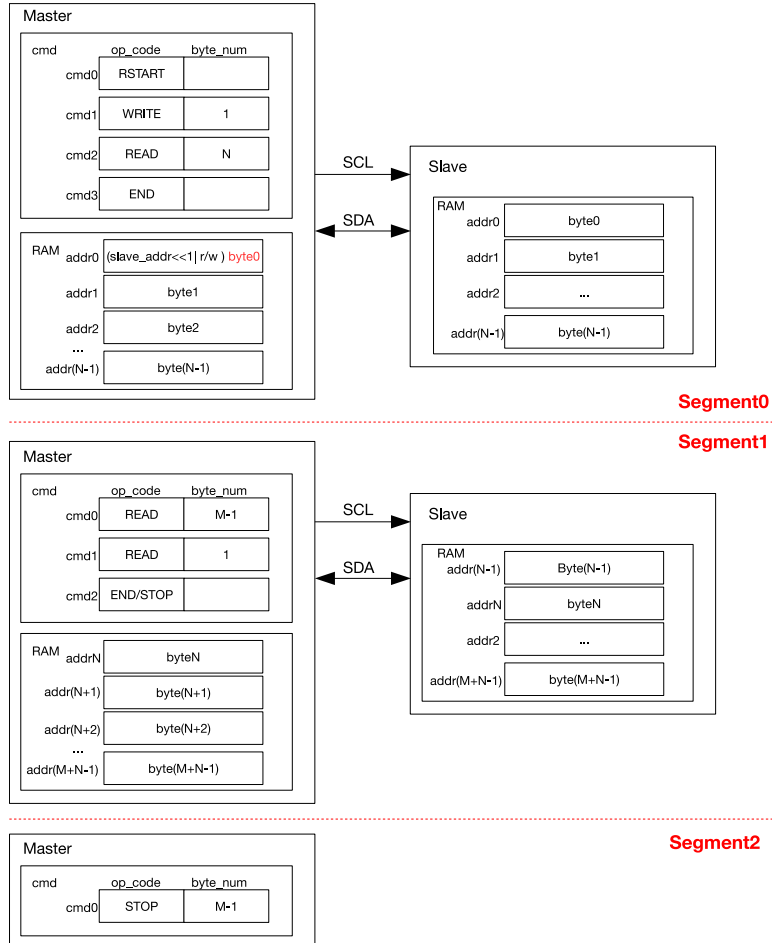 Master
cmd op_code byte_num
cmd0 RSTART
cmd1 WRITE 1
cmd2 READ N
cmd3 END
RAM addr0 (slave_addr<<1| r/w ) byte0
addr1 byte1
addr2 byte2
...
addr(N-1) byte(N-1)
SCL
SDA
Slave
RAM
addr0 byte0
addr1 byte1
addr2 ...
addr(N-1) byte(N-1)
Segment0
Segment1
Master
cmd op_code byte_num
cmd0 READ M-1
cmd1 READ 1
cmd2 END/STOP
RAM addrN byteN
addr(N+1) byte(N+1)
addr(N+2) byte(N+2)
...
addr(M+N-1) byte(M+N-1)
SCL
SDA
Slave
RAM
addr(N-1) Byte(N-1)
addrN byteN
addr2 ...
addr(M+N-1) byte(M+N-1)
Segment2
Master
cmd op_code byte_num
cmd0 STOP M-1